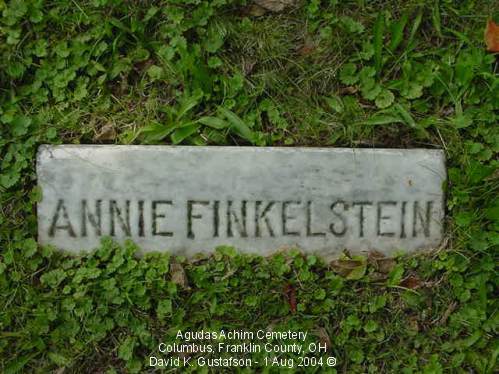 ANNIE FINKELSTEIN
Agudas Achim Cemetery
Columbus, Franklin County, OH
David K. Gustafson - 1 Aug 2004 ©